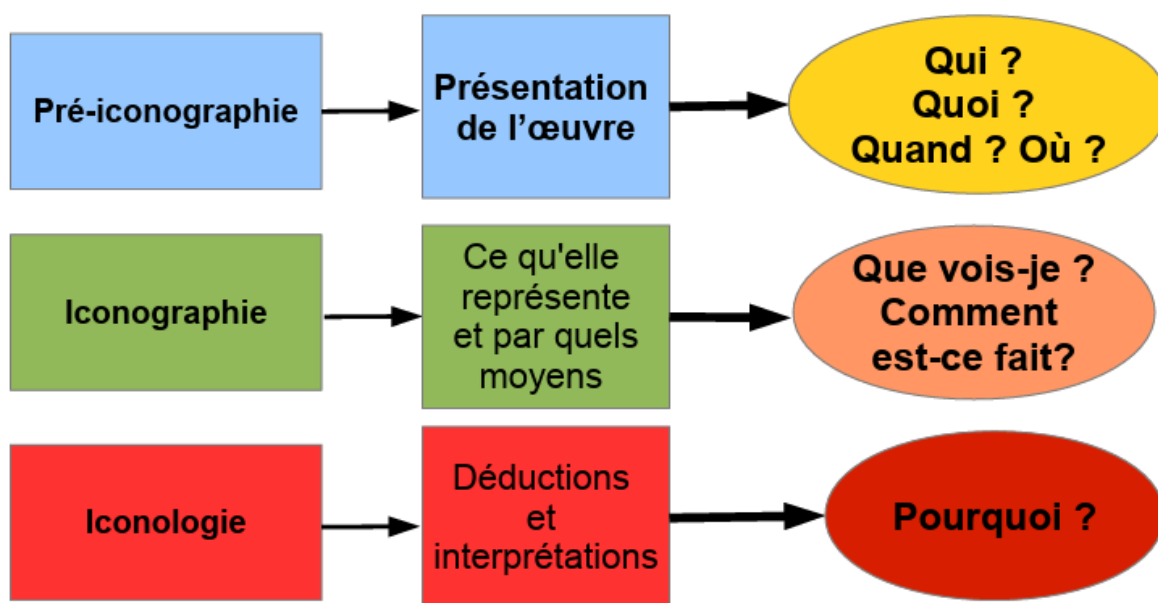 Pré-iconographie
Présentation
de l'œuvre
Qui ?
Quoi ?
Quand ? Où ?
Iconographie
Ce qu'elle
représente
et par quels
moyens
Que vois-je ?
Comment
est-ce fait?
Iconologie
Déductions
et
interprétations
Pourquoi ?